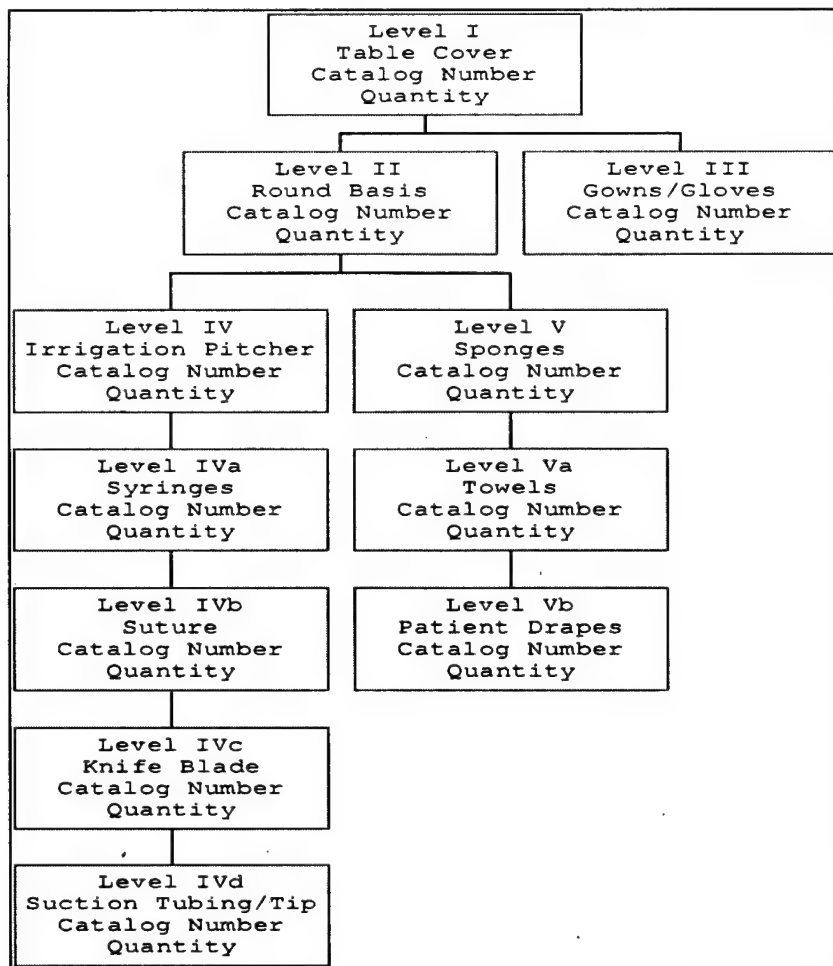 Level I
Table Cover
Catalog Number
Quantity
Level II
Round Basis
Catalog Number
Quantity
Level III
Gowns/Gloves
Catalog Number
Quantity
Level IV
Irrigation Pitcher
Catalog Number
Quantity
Level V
Sponges
Catalog Number
Quantity
Level IVa
Syringes
Catalog Number
Quantity
Level Va
Towels
Catalog Number
Quantity
Level IVb
Suture
Catalog Number
Quantity
Level Vb
Patient Drapes
Catalog Number
Quantity
Level IVc
Knife Blade
Catalog Number
Quantity
Level IVd
Suction Tubing/Tip
Catalog Number
Quantity